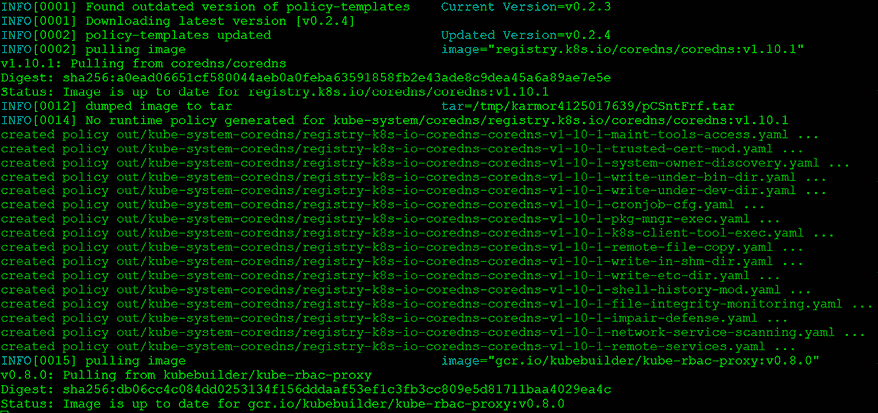 INFO[0001] Found outdated version of policy-templates    Current Version=v0.2.3
INFO[0001] Downloading latest version [v0.2.4]
INFO[0002] policy-templates updated    Updated Version=v0.2.4
INFO[0002] pulling image    image="registry.k8s.io/coredns/coredns:v1.10.1"
v1.10.1: Pulling from coredns/coredns
Digest: sha256:a0ead06651cf580044aeb0a0feba63591858fb2e43ade8c9dea45a6a89ae7e5e
Status: Image is up to date for registry.k8s.io/coredns/coredns:v1.10.1
INFO[0012] dumped image to tar    tar=/tmp/karmor4125017639/pCSntFrf.tar
INFO[0014] No runtime policy generated for kube-system/coredns/registry.k8s.io/coredns/coredns:v1.10.1
created policy out/kube-system-coredns/registry-k8s-io-coredns-coredns-v1-10-1-maint-tools-access.yaml ...
created policy out/kube-system-coredns/registry-k8s-io-coredns-coredns-v1-10-1-trusted-cert-mod.yaml ...
created policy out/kube-system-coredns/registry-k8s-io-coredns-coredns-v1-10-1-system-owner-discovery.yaml ...
created policy out/kube-system-coredns/registry-k8s-io-coredns-coredns-v1-10-1-write-under-bin-dir.yaml ...
created policy out/kube-system-coredns/registry-k8s-io-coredns-coredns-v1-10-1-write-under-dev-dir.yaml ...
created policy out/kube-system-coredns/registry-k8s-io-coredns-coredns-v1-10-1-cronjob-cfg.yaml ...
created policy out/kube-system-coredns/registry-k8s-io-coredns-coredns-v1-10-1-pkg-mngr-exec.yaml ...
created policy out/kube-system-coredns/registry-k8s-io-coredns-coredns-v1-10-1-k8s-client-tool-exec.yaml ...
created policy out/kube-system-coredns/registry-k8s-io-coredns-coredns-v1-10-1-remote-file-copy.yaml ...
created policy out/kube-system-coredns/registry-k8s-io-coredns-coredns-v1-10-1-write-in-shm-dir.yaml ...
created policy out/kube-system-coredns/registry-k8s-io-coredns-coredns-v1-10-1-write-etc-dir.yaml ...
created policy out/kube-system-coredns/registry-k8s-io-coredns-coredns-v1-10-1-shell-history-mod.yaml ...
created policy out/kube-system-coredns/registry-k8s-io-coredns-coredns-v1-10-1-file-integrity-monitoring.yaml ...
created policy out/kube-system-coredns/registry-k8s-io-coredns-coredns-v1-10-1-impair-defense.yaml ...
created policy out/kube-system-coredns/registry-k8s-io-coredns-coredns-v1-10-1-network-service-scanning.yaml ...
created policy out/kube-system-coredns/registry-k8s-io-coredns-coredns-v1-10-1-remote-services.yaml ...
INFO[0015] pulling image    image="gcr.io/kubebuilder/kube-rbac-proxy:v0.8.0"
v0.8.0: Pulling from kubebuilder/kube-rbac-proxy
Digest: sha256:db06cc4c084dd0253134f156dddaaf53ef1c3fb3cc809e5d81711baa4029ea4c
Status: Image is up to date for gcr.io/kubebuilder/kube-rbac-proxy:v0.8.0